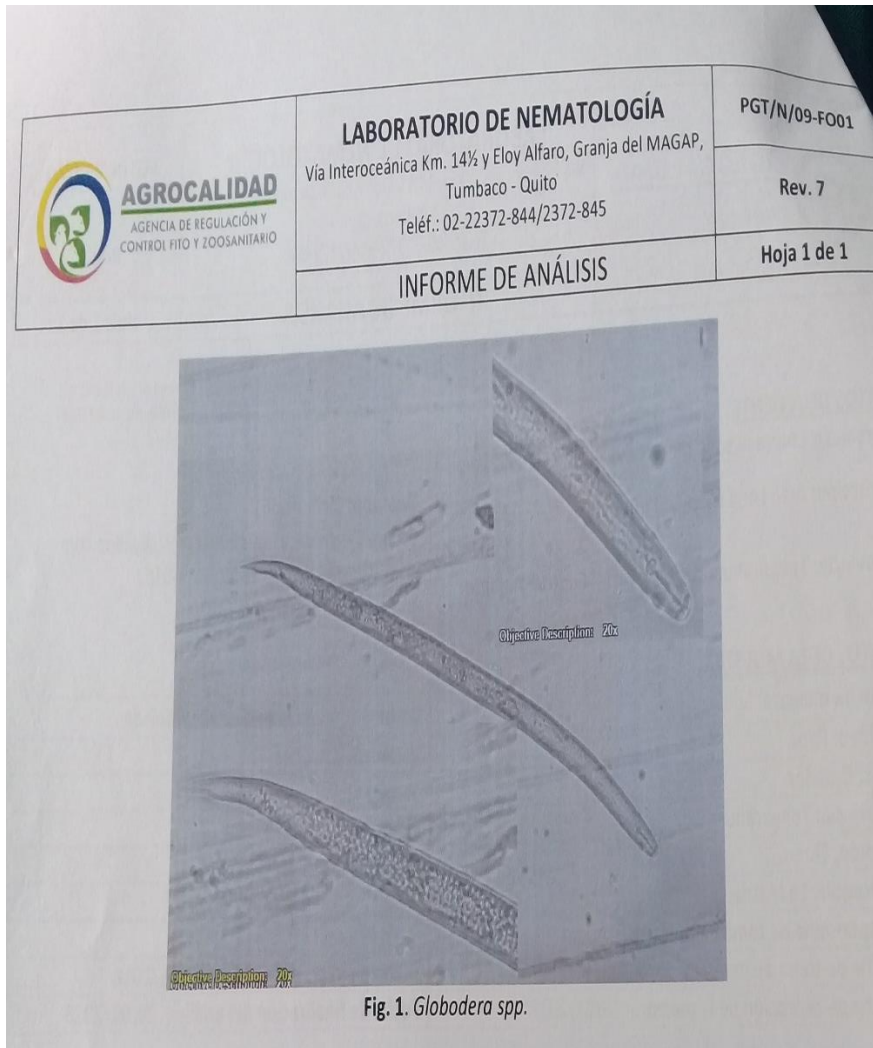 AGROCALIDAD
AGENCIA DE REGULACIÓN Y
CONTROL FITO Y ZOOSANITARIO
LABORATORIO DE NEMATOLOGÍA
Vía Interoceánica Km. 14½ y Eloy Alfaro, Granja del MAGAP,
Tumbaco - Quito
Teléf.: 02-22372-844/2372-845
INFORME DE ANÁLISIS
PGT/N/09-FO01
Rev. 7
Hoja 1 de 1
Objective Description: 20x
Objective Description: 20x
Fig. 1. Globodera spp.